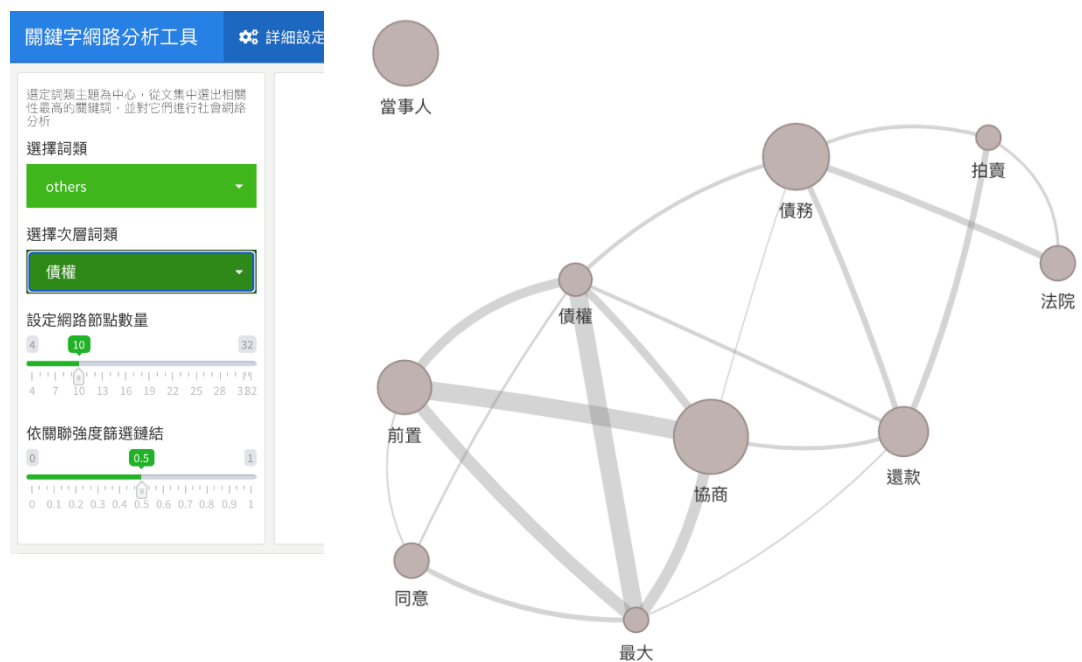 關鍵字網路分析工具
詳細設定
選定詞類主題為中心，從文集中選出相關
性最高的關鍵詞，並對它們進行社會網絡
分析
選擇詞類
others
選擇次層詞類
債權
設定網路節點數量
4 10 32
4 7 10 13 16 19 22 25 28 3132
依關聯強度篩選鏈結
0 0.5 1
0 0.1 0.2 0.3 0.4 0.5 0.6 0.7 0.8 0.9 1
當事人
拍賣
債務
法院
債權
前置
還款
協商
同意
最大